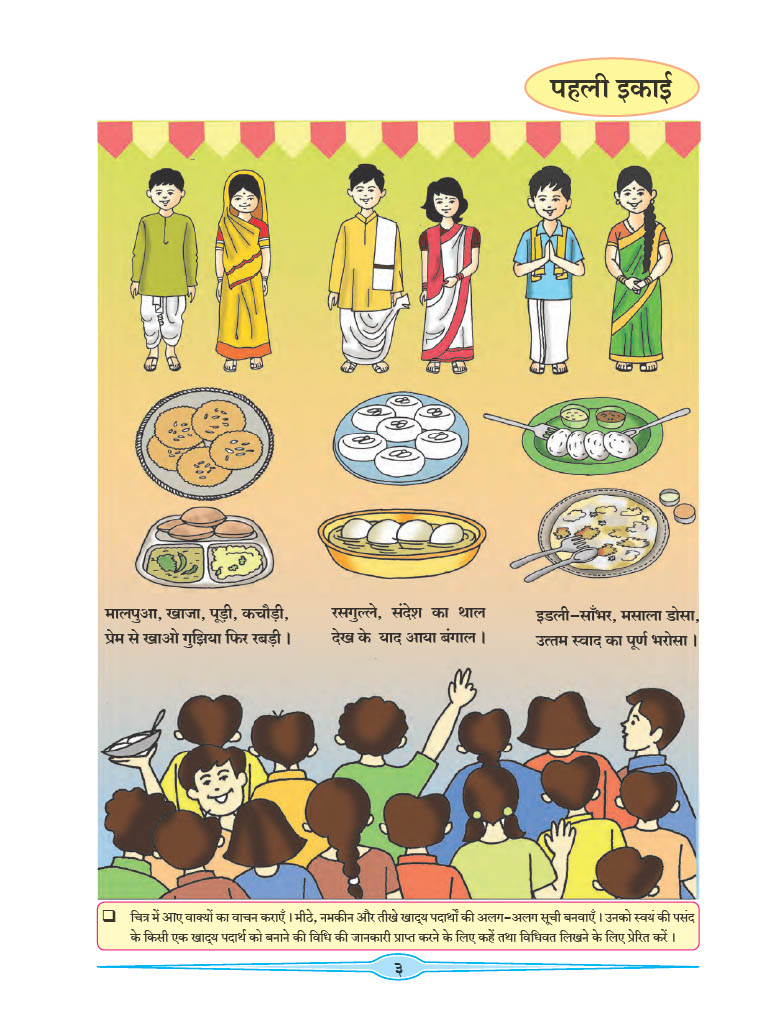 पहली इकाई
मालपुआ, खाजा, पूड़ी, कचौड़ी,
प्रेम से खाओ गुझिया फिर रबड़ी ।
रसगुल्ले, संदेश का थाल
देख के याद आया बंगाल ।
इडली-साँभर, मसाला डोसा,
उत्तम स्वाद का पूर्ण भरोसा ।
❑ चित्र में आए वाक्यों का वाचन कराएँ । मीठे, नमकीन और तीखे खाद्‌य पदार्थों की अलग-अलग सूची बनवाएँ । उनको स्वयं की पसंद
के किसी एक खाद्‌य पदार्थ को बनाने की विधि की जानकारी प्राप्त करने के लिए कहें तथा विधिवत लिखने के लिए प्रेरित करें ।
३